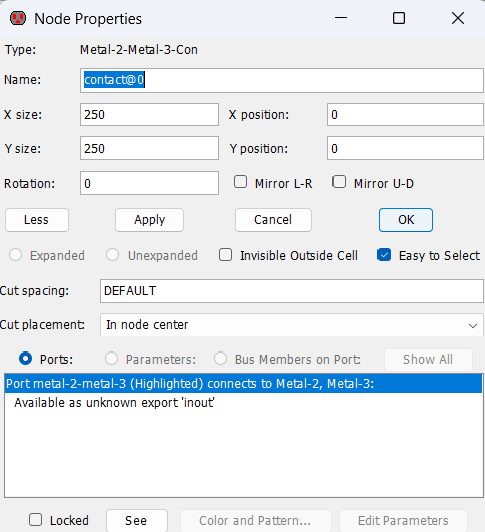 Node Properties
Type: Metal-2-Metal-3-Con
Name: contact@0
X size: 250 X position: 0
Y size: 250 Y position: 0
Rotation: 0 Mirror L-R Mirror U-D
Less Apply Cancel OK
Expanded Unexpanded Invisible Outside Cell Easy to Select
Cut spacing: DEFAULT
Cut placement: In node center
Ports: Parameters: Bus Members on Port: Show All
Port metal-2-metal-3 (Highlighted) connects to Metal-2, Metal-3:
Available as unknown export 'inout'
Locked See Color and Pattern... Edit Parameters